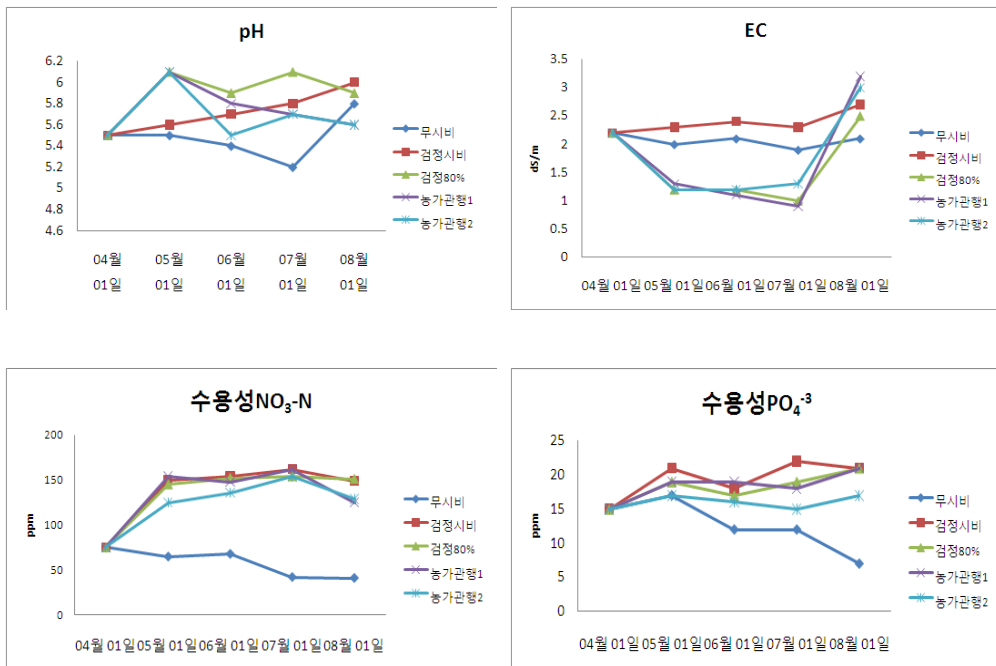 pH
6.2
6
5.8
5.6
5.4
5.2
5
4.8
4.6
04월 05월 06월 07월 08월
01일 01일 01일 01일 01일
무시비
검정시비
검정80%
농가관행1
농가관행2
EC
dS/m
3.5
3
2.5
2
1.5
1
0.5
0
04월 01일 05월 01일 06월 01일 07월 01일 08월 01일
무시비
검정시비
검정80%
농가관행1
농가관행2
수용성NO₃-N
ppm
200
150
100
50
0
04월 01일 05월 01일 06월 01일 07월 01일 08월 01일
무시비
검정시비
검정80%
농가관행1
농가관행2
수용성PO₄⁻³
ppm
25
20
15
10
5
0
04월 01일 05월 01일 06월 01일 07월 01일 08월 01일
무시비
검정시비
검정80%
농가관행1
농가관행2